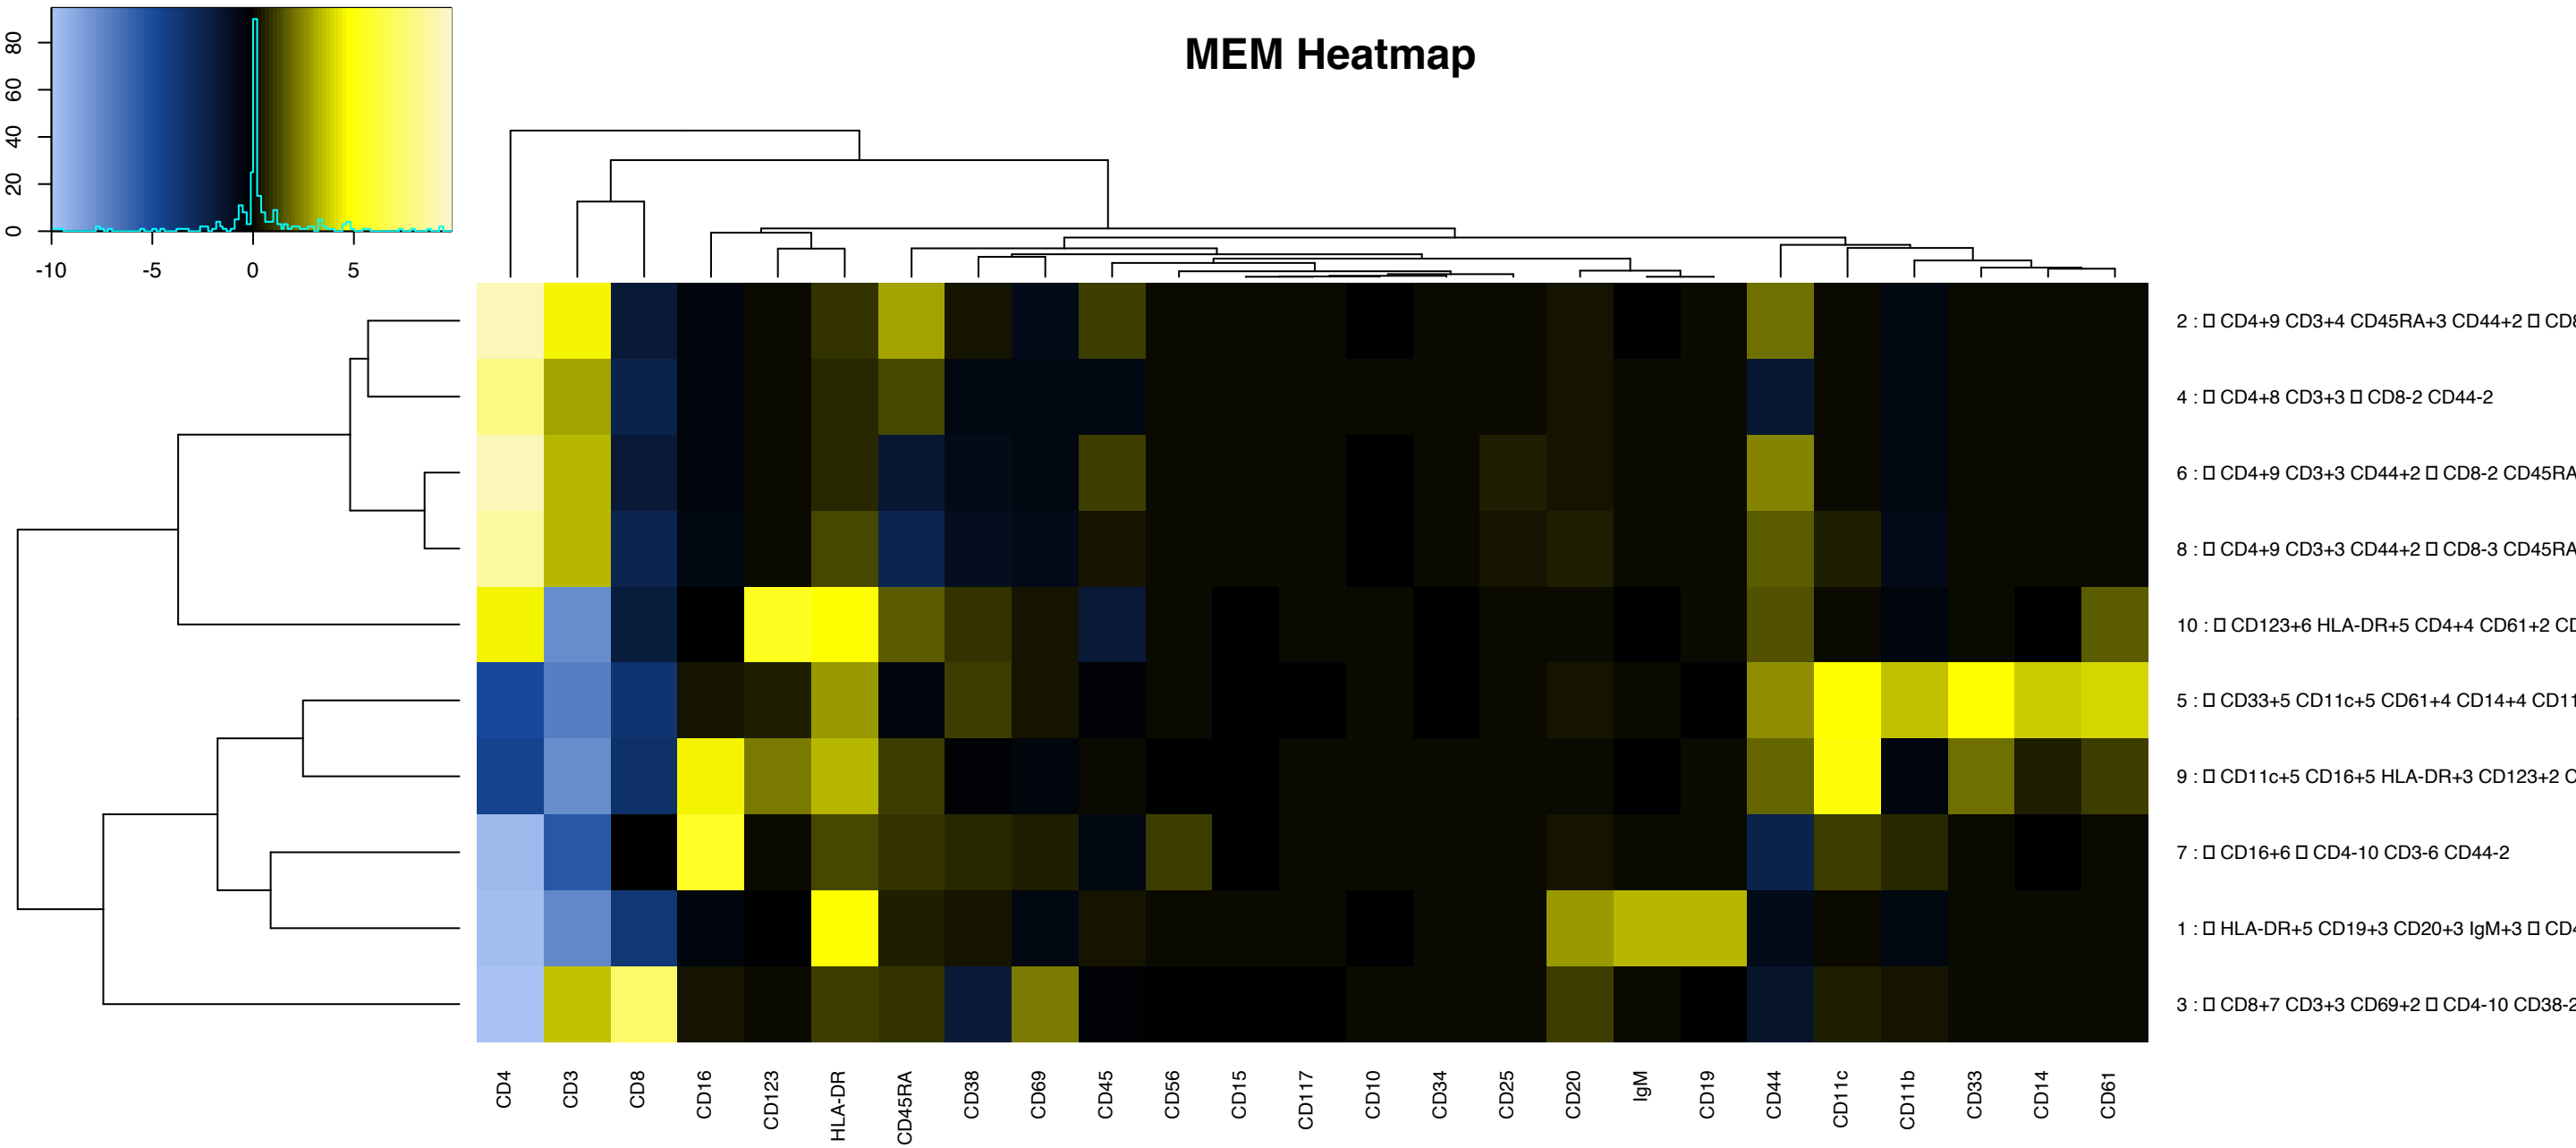 MEM Heatmap
80
60
40
20
0
-10 -5 0 5
2 : ▯ CD4+9 CD3+4 CD45RA+3 CD44+2 ▯ CD8
4 : ▯ CD4+8 CD3+3 ▯ CD8-2 CD44-2
6 : ▯ CD4+9 CD3+3 CD44+2 ▯ CD8-2 CD45RA
8 : ▯ CD4+9 CD3+3 CD44+2 ▯ CD8-3 CD45RA
10 : ▯ CD123+6 HLA-DR+5 CD4+4 CD61+2 CD
5 : ▯ CD33+5 CD11c+5 CD61+4 CD14+4 CD11
9 : ▯ CD11c+5 CD16+5 HLA-DR+3 CD123+2 C
7 : ▯ CD16+6 ▯ CD4-10 CD3-6 CD44-2
1 : ▯ HLA-DR+5 CD19+3 CD20+3 IgM+3 ▯ CD4
3 : ▯ CD8+7 CD3+3 CD69+2 ▯ CD4-10 CD38-2
CD4 CD3 CD8 CD16 CD123 HLA-DR CD45RA CD38 CD69 CD45 CD56 CD15 CD117 CD10 CD34 CD25 CD20 IgM CD19 CD44 CD11c CD11b CD33 CD14 CD61